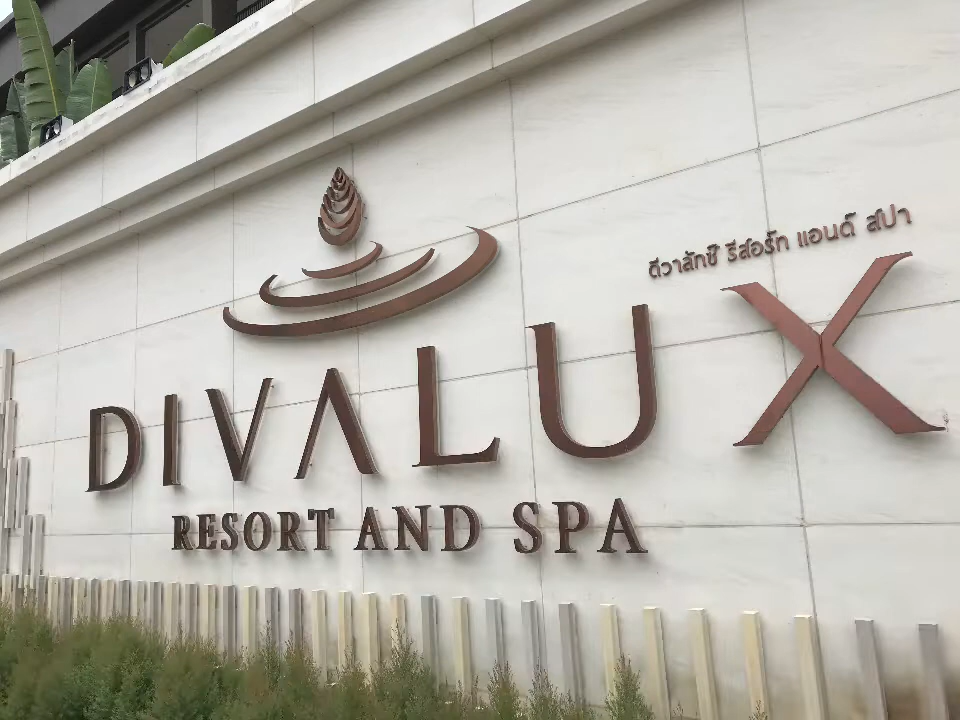 ดีวาลักซ์ รีสอร์ท แอนด์ สปา
DIVALUX
RESORT AND SPA